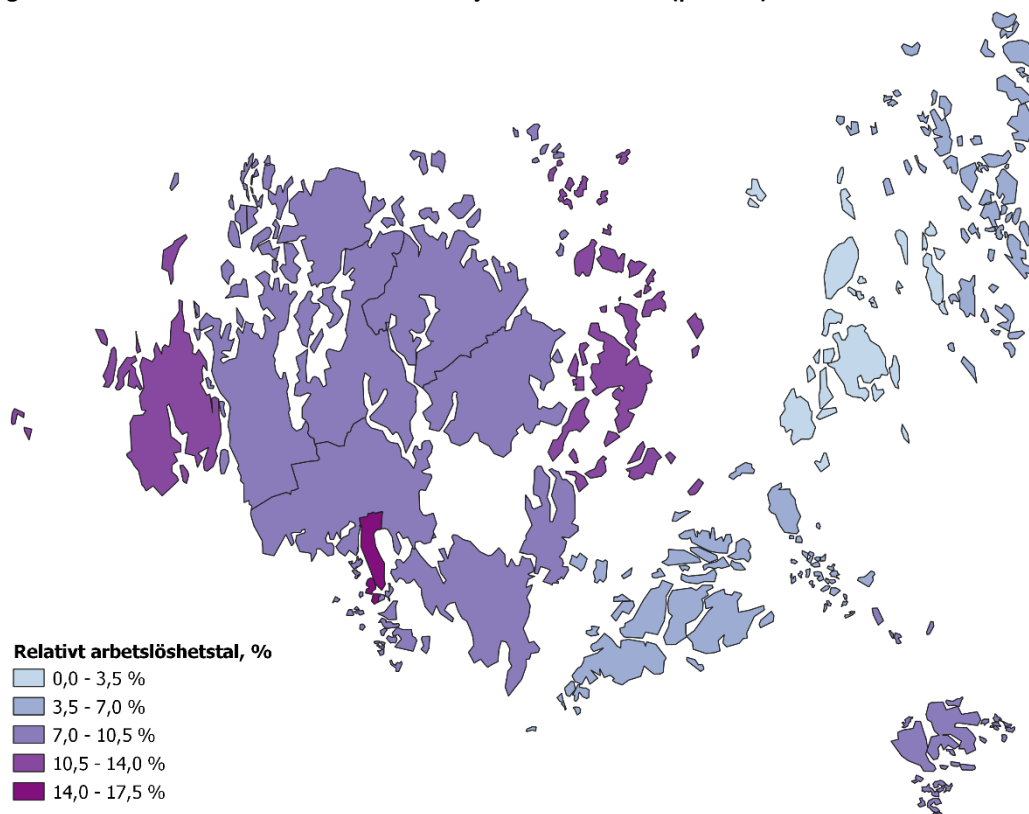 Relativt arbetslöshetstal, %
0,0 - 3,5 %
3,5 - 7,0 %
7,0 - 10,5 %
10,5 - 14,0 %
14,0 - 17,5 %